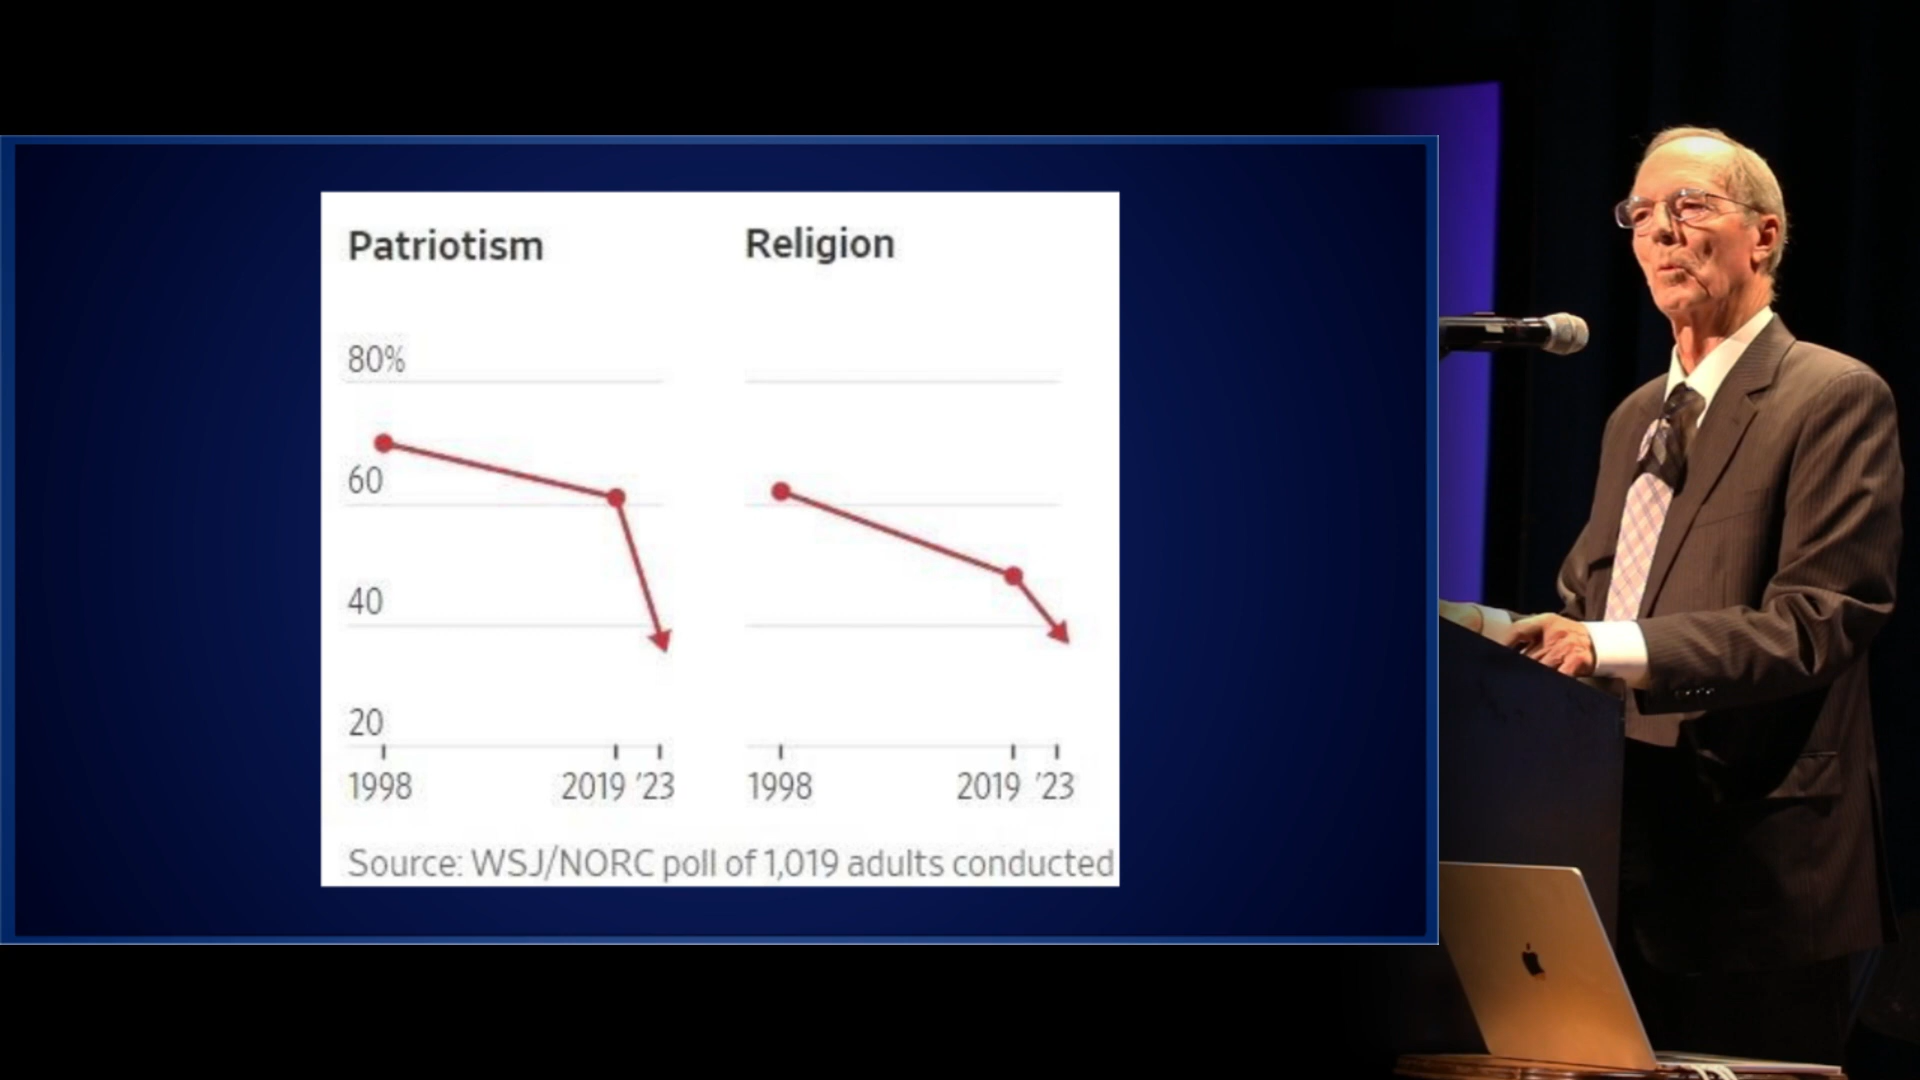 Patriotism
Religion
80%
60
40
20
1998 2019 '23
1998 2019 '23
Source: WSJ/NORC poll of 1,019 adults conducted